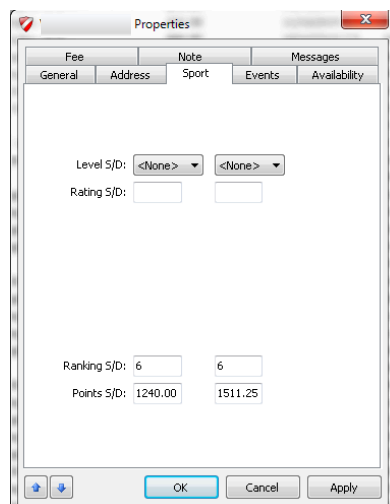 Properties
Fee Note Messages
General Address Sport Events Availability
Level S/D: <None> <None>
Rating S/D:
Ranking S/D: 6 6
Points S/D: 1240.00 1511.25
OK Cancel Apply